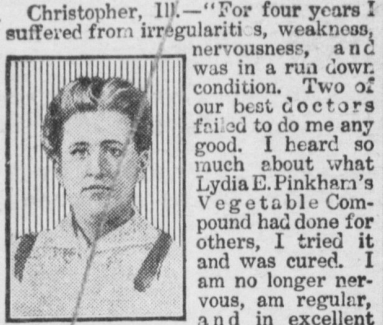 Christopher, Ill.—"For four years I
suffered from irregularities, weakness,
nervousness, and
was in a run down
condition. Two of
our best doctors
failed to do me any
good. I heard so
much about what
Lydia E. Pinkham's
Vegetable Com-
pound had done for
others, I tried it
and was cured. I
am no longer ner-
vous, am regular,
and in excellent